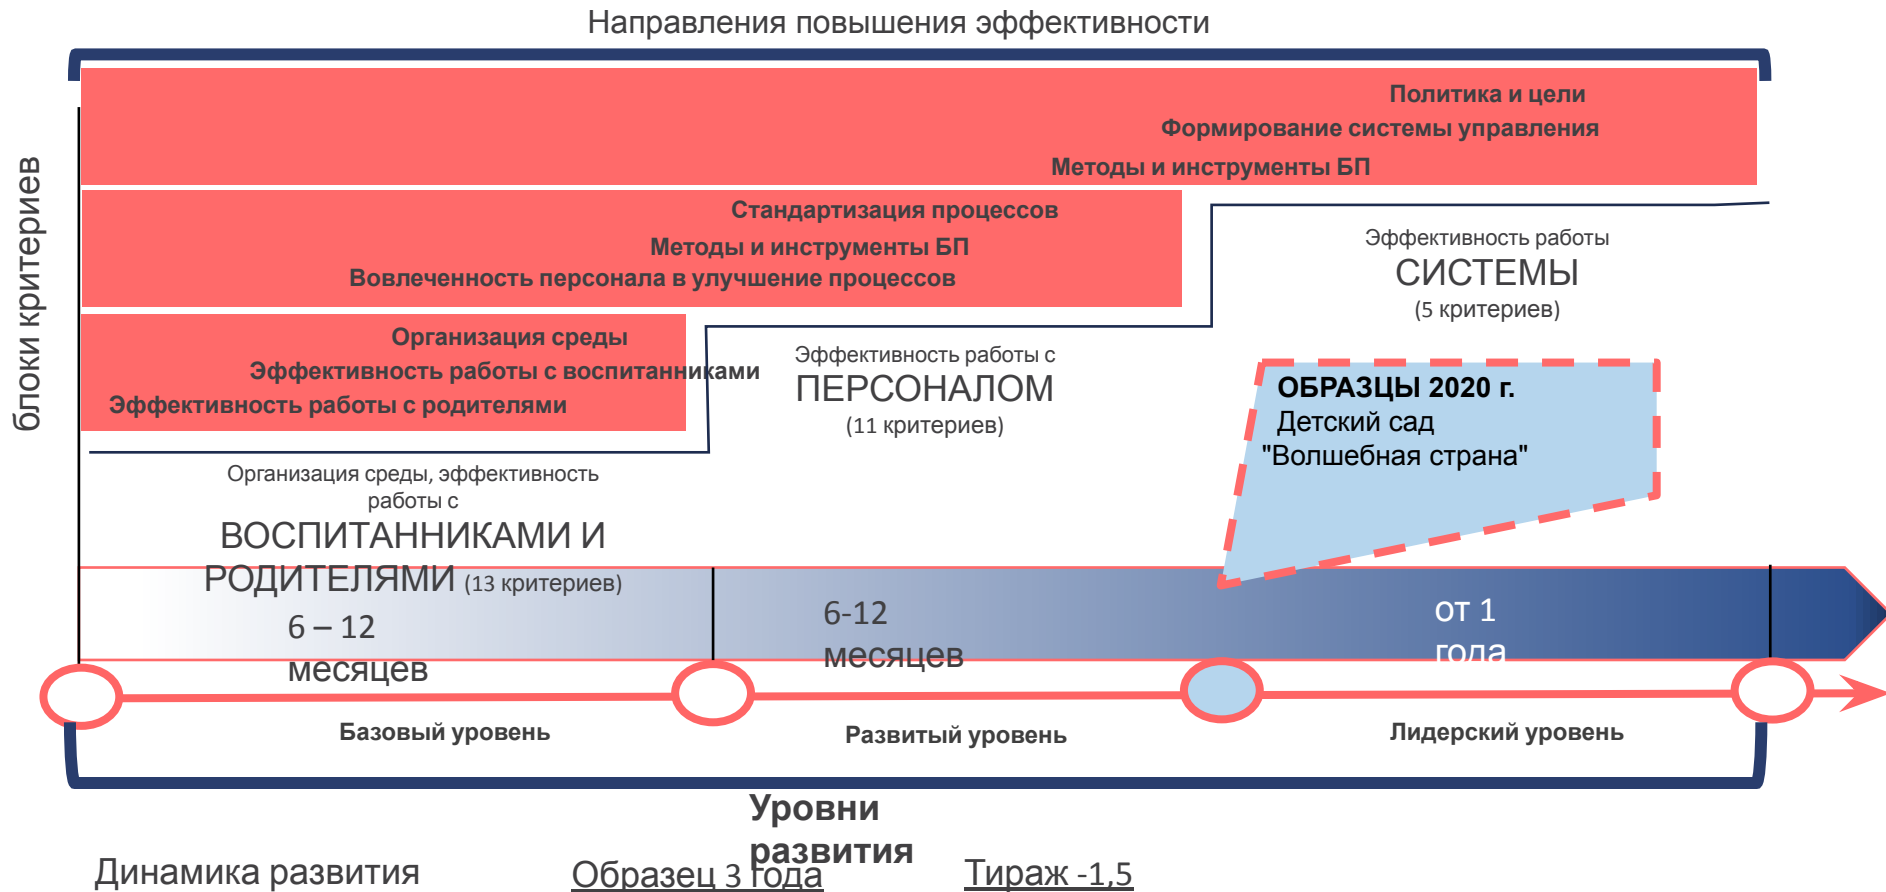 Направления повышения эффективности
блоки критериев
Политика и цели
Формирование системы управления
Методы и инструменты БП
Стандартизация процессов
Методы и инструменты БП
Вовлеченность персонала в улучшение процессов
Организация среды
Эффективность работы с воспитанниками
Эффективность работы с родителями
Организация среды, эффективность
работы с
ВОСПИТАННИКАМИ И
РОДИТЕЛЯМИ (13 критериев)
Эффективность работы с
ПЕРСОНАЛОМ
(11 критериев)
Эффективность работы
СИСТЕМЫ
(5 критериев)
ОБРАЗЦЫ 2020 г.
Детский сад
"Волшебная страна"
6 – 12
месяцев
6-12
месяцев
от 1
года
Базовый уровень
Развитый уровень
Лидерский уровень
Уровни
развития
Динамика развития
Образец 3 года
Тираж -1,5